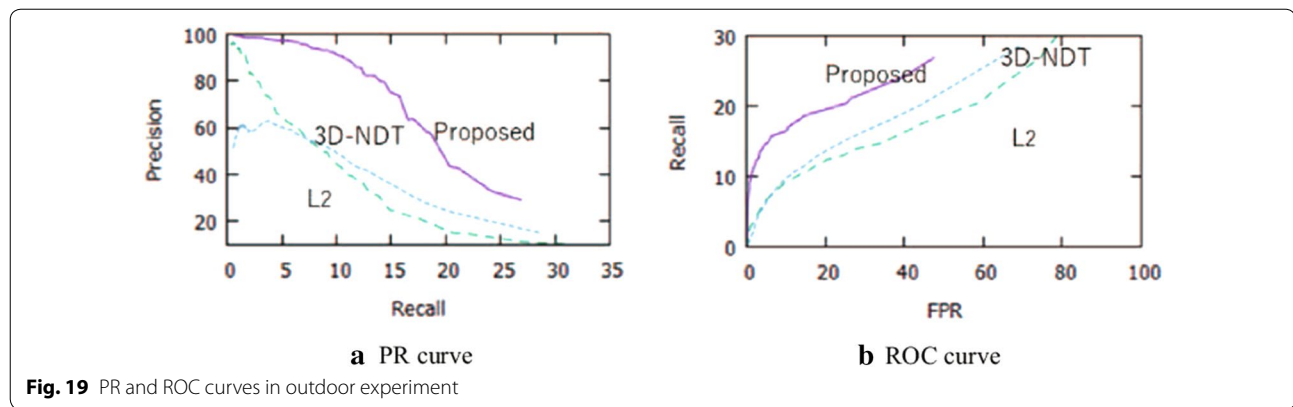 100
80
60
40
20
Precision
3D-NDT
Proposed
L2
0 5 10 15 20 25 30 35
Recall
a PR curve
30
20
10
0
Recall
Proposed
3D-NDT
L2
0 20 40 60 80 100
FPR
b ROC curve
Fig. 19 PR and ROC curves in outdoor experiment